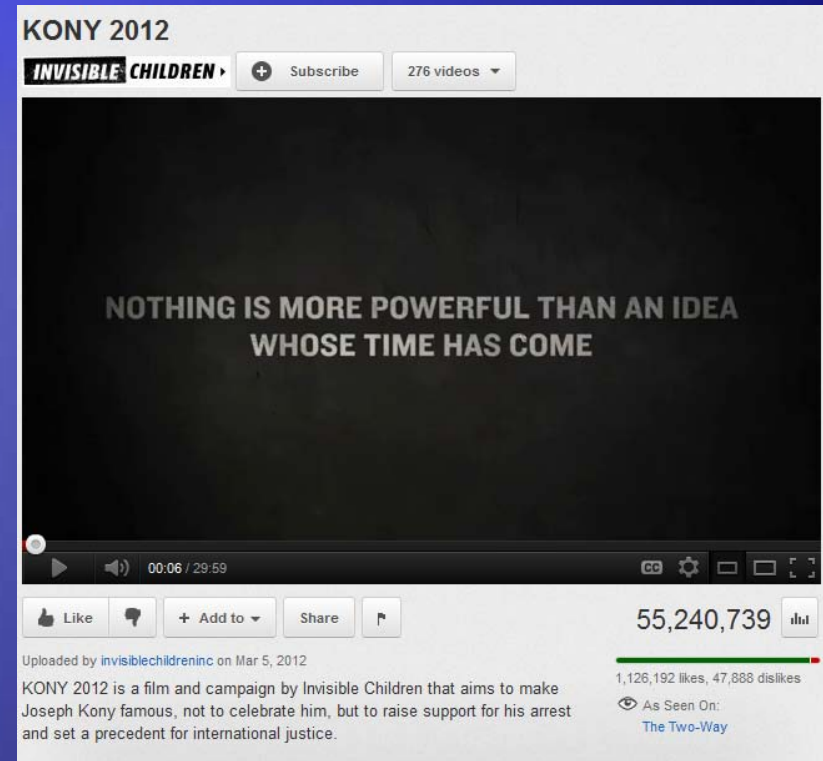 KONY 2012
INVISIBLE CHILDREN
Subscribe
276 videos
NOTHING IS MORE POWERFUL THAN AN IDEA
WHOSE TIME HAS COME
00:06 / 29:59
CC
Like
+ Add to
Share
55,240,739
Uploaded by invisiblechildreninc on Mar 5, 2012
1,126,192 likes, 47,888 dislikes
KONY 2012 is a film and campaign by Invisible Children that aims to make
Joseph Kony famous, not to celebrate him, but to raise support for his arrest
and set a precedent for international justice.
As Seen On:
The Two-Way